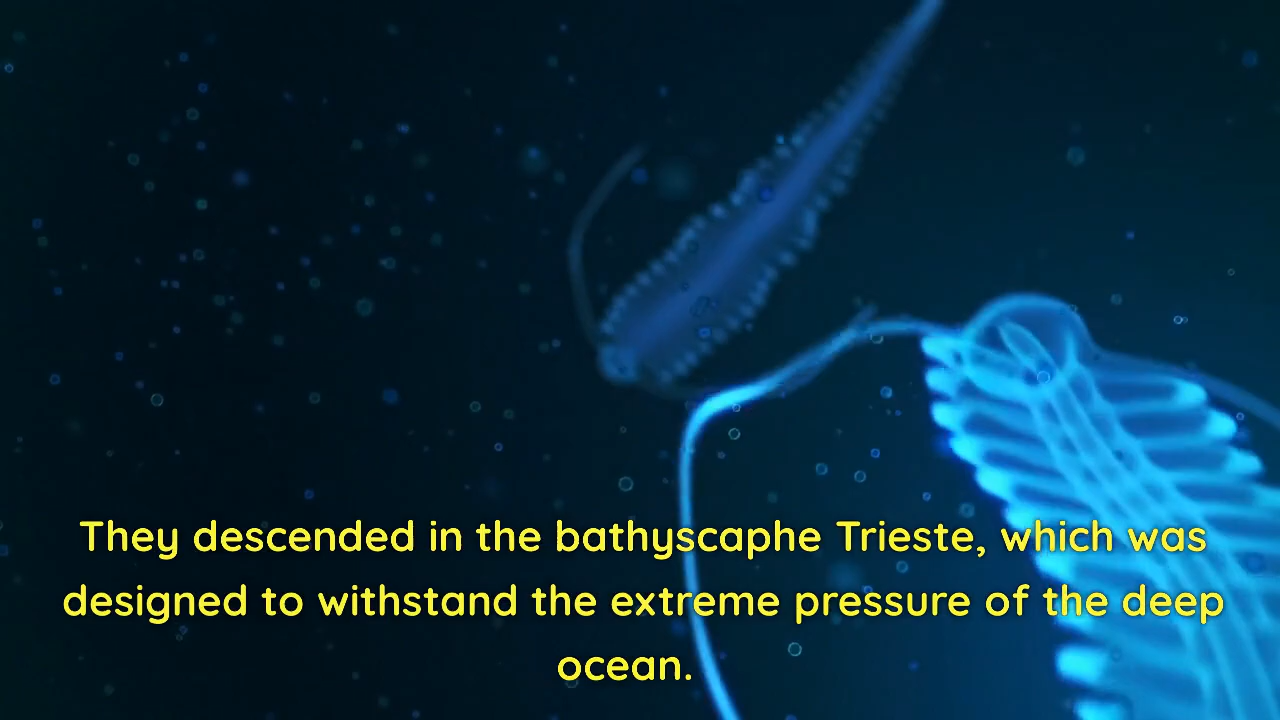 They descended in the bathyscaphe Trieste, which was
designed to withstand the extreme pressure of the deep
ocean.